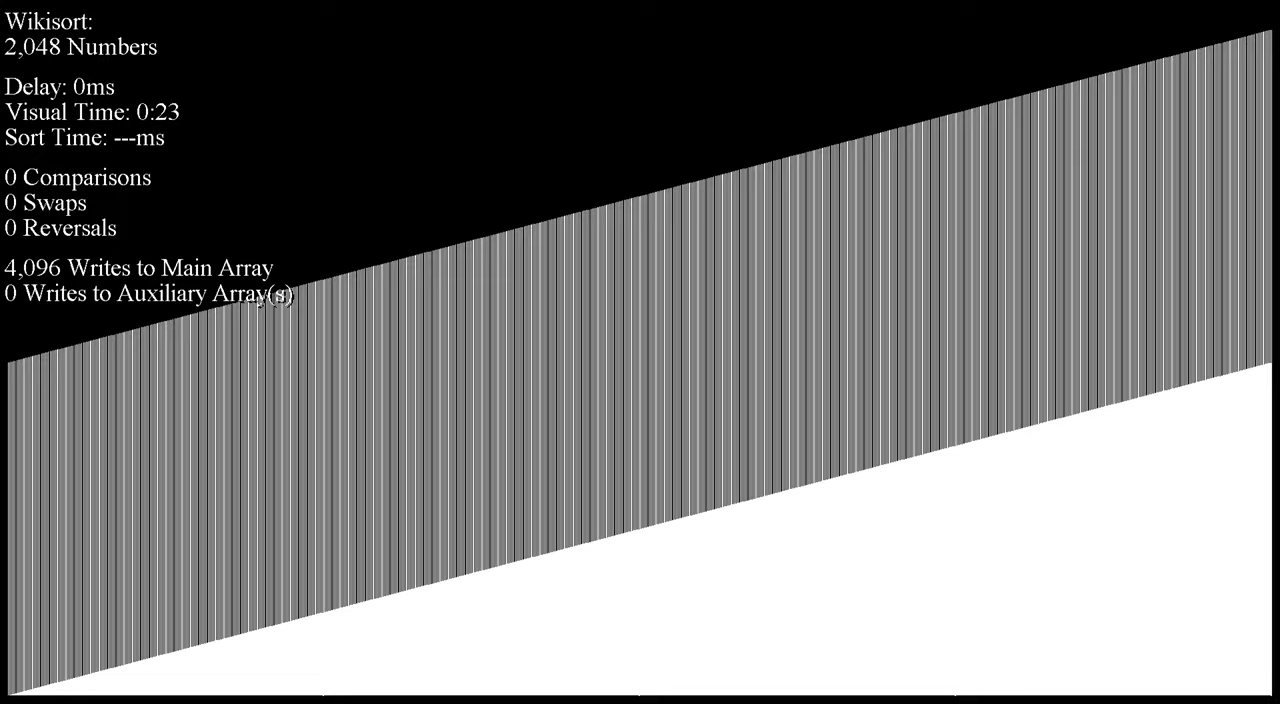 Wikisort:
2,048 Numbers
Delay: 0ms
Visual Time: 0:23
Sort Time: ---ms
0 Comparisons
0 Swaps
0 Reversals
4,096 Writes to Main Array
0 Writes to Auxiliary Array(s)